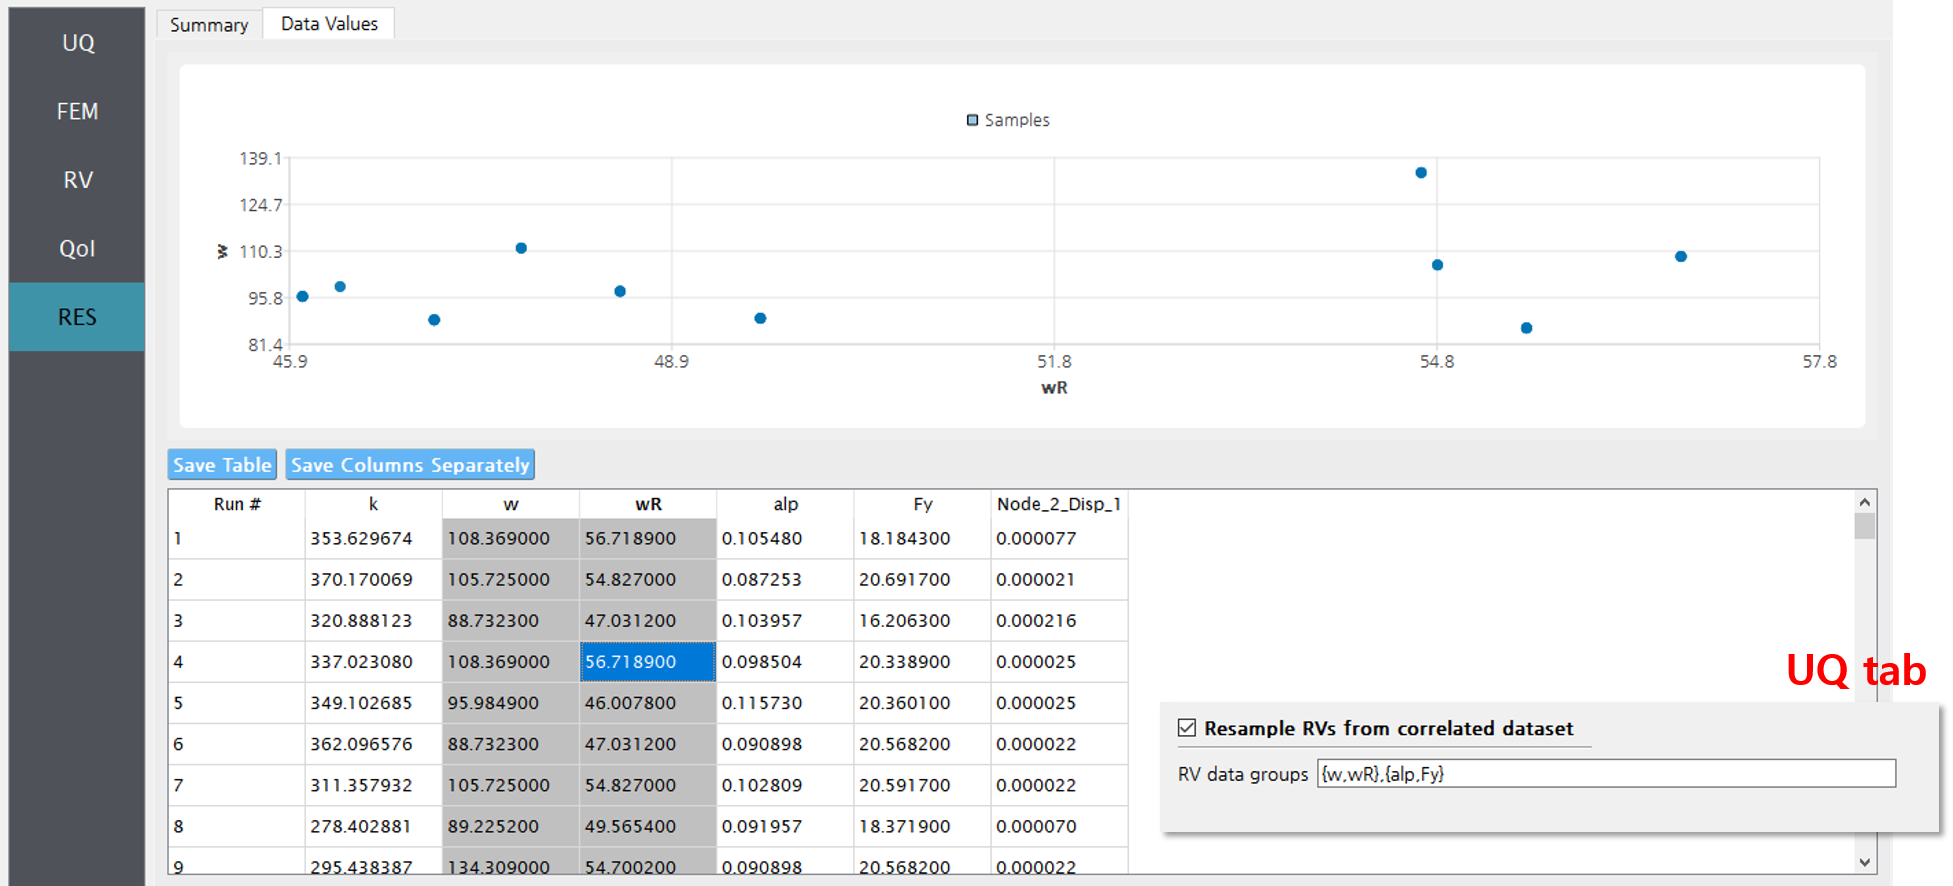 UQ
FEM
RV
QoI
RES
Summary
Data Values
Samples
139.1
124.7
110.3
95.8
81.4
w
45.9 48.9 51.8 54.8 57.8
wR
Save Table
Save Columns Separately
Run # k w wR alp Fy Node_2_Disp_1
1 353.629674 108.369000 56.718900 0.105480 18.184300 0.000077
2 370.170069 105.725000 54.827000 0.087253 20.691700 0.000021
3 320.888123 88.732300 47.031200 0.103957 16.206300 0.000216
4 337.023080 108.369000 56.718900 0.098504 20.338900 0.000025
5 349.102685 95.984900 46.007800 0.115730 20.360100 0.000025
6 362.096576 88.732300 47.031200 0.090898 20.568200 0.000022
7 311.357932 105.725000 54.827000 0.102809 20.591700 0.000022
8 278.402881 89.225200 49.565400 0.091957 18.371900 0.000070
9 295.438387 134.309000 54.700200 0.090898 20.568200 0.000022
UQ tab
Resample RVs from correlated dataset
RV data groups {w,wR},{alp,Fy}